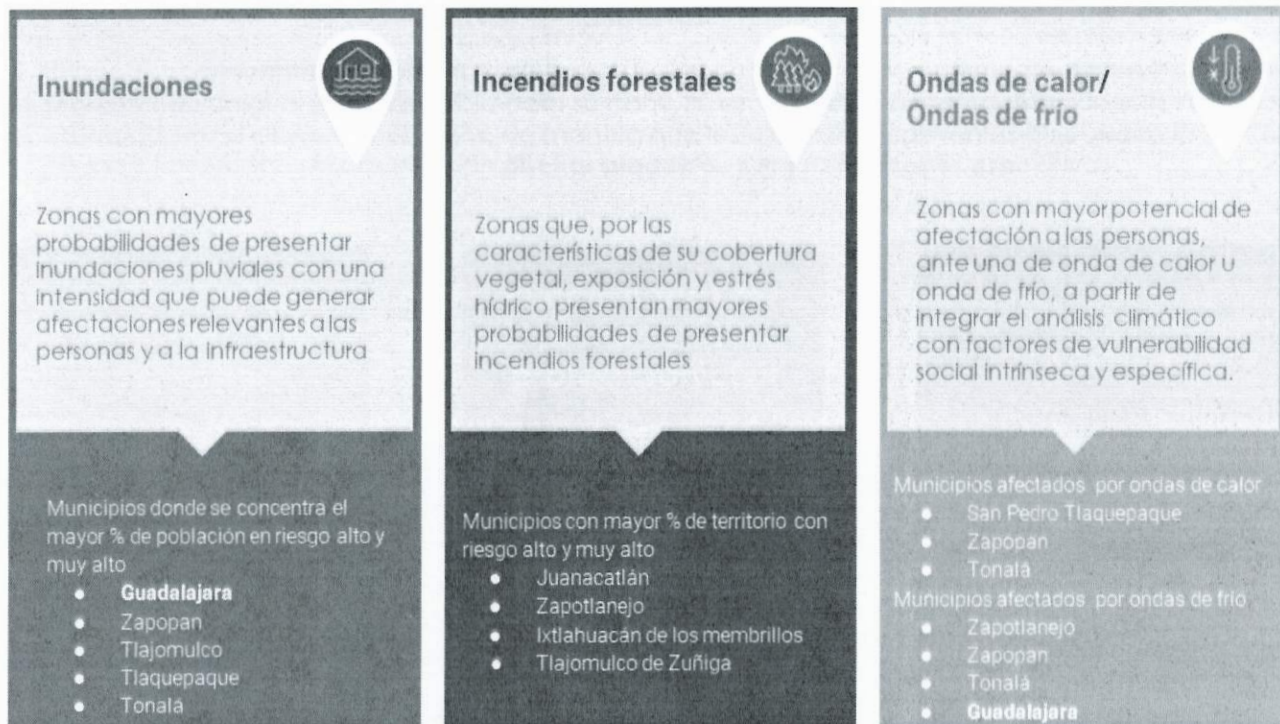 Inundaciones
Zonas con mayores
probabilidades de presentar
inundaciones pluviales con una
intensidad que puede generar
afectaciones relevantes a las
personas y a la infraestructura
Municipios donde se concentra el
mayor % de población en riesgo alto y
muy alto
● Guadalajara
● Zapopan
● Tlajomulco
● Tlaquepaque
● Tonalá
Incendios forestales
Zonas que, por las
características de su cobertura
vegetal, exposición y estrés
hídrico presentan mayores
probabilidades de presentar
incendios forestales
Municipios con mayor % de territorio con
riesgo alto y muy alto
● Juanacatlán
● Zapotlanejo
● Ixtlahuacán de los membrillos
● Tlajomulco de Zuñiga
Ondas de calor/
Ondas de frío
Zonas con mayor potencial de
afectación a las personas,
ante una de onda de calor u
onda de frío, a partir de
integrar el análisis climático
con factores de vulnerabilidad
social intrínseca y específica.
Municipios afectados por ondas de calor
● San Pedro Tlaquepaque
● Zapopan
● Tonalá
Municipios afectados por ondas de frío
● Zapotlanejo
● Zapopan
● Tonalá
● Guadalajara